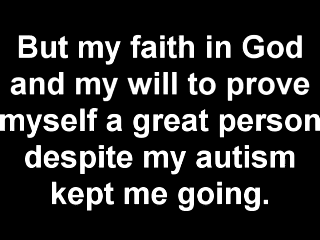 But my faith in God
and my will to prove
myself a great person
despite my autism
kept me going.